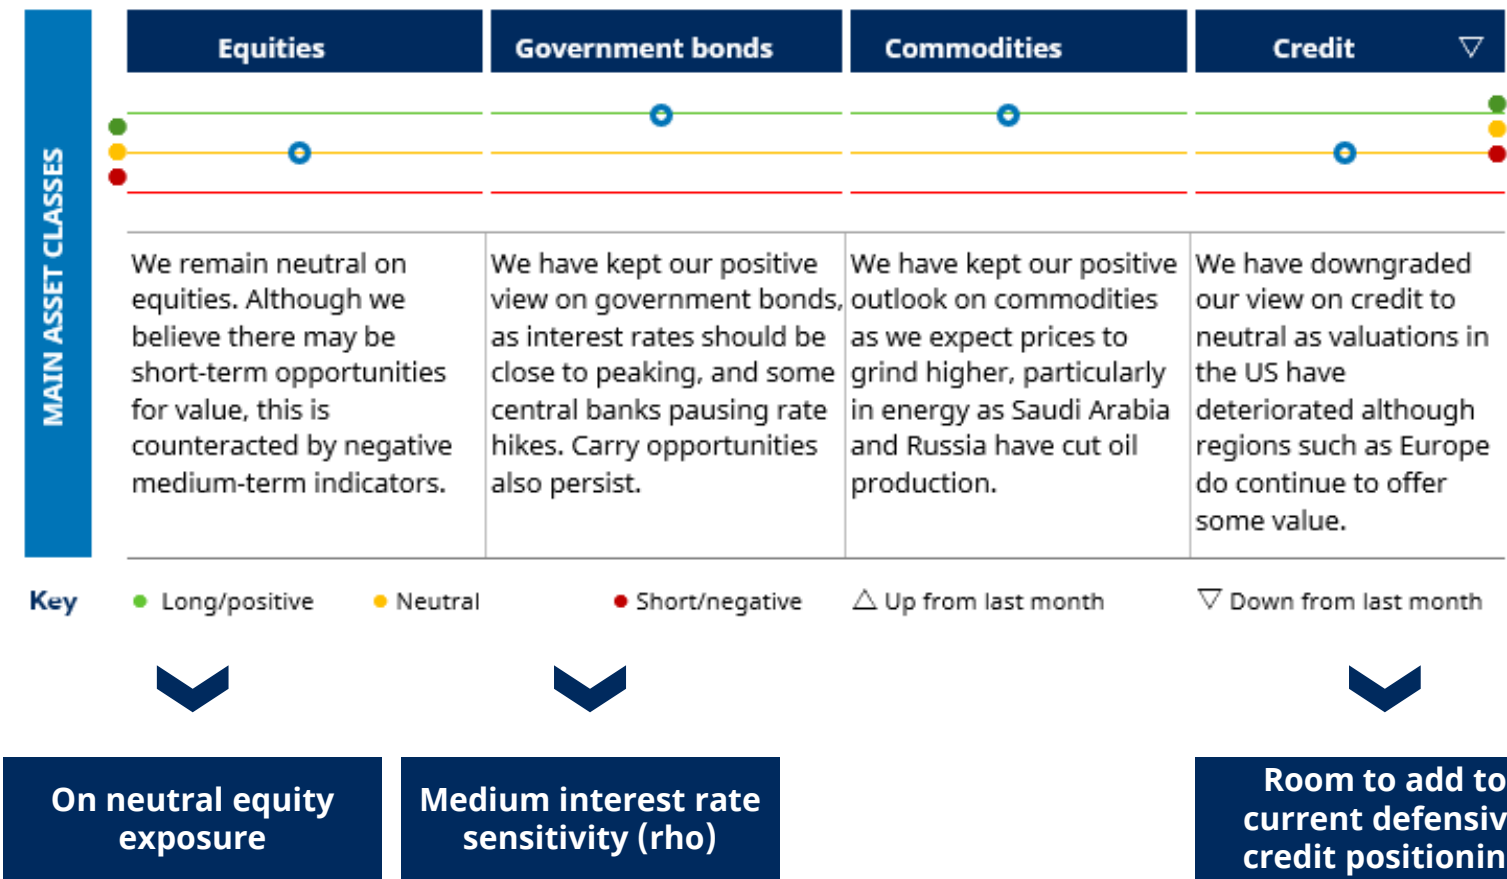 MAIN ASSET CLASSES
Equities
Government bonds
Commodities
Credit
We remain neutral on
equities. Although we
believe there may be
short-term opportunities
for value, this is
counteracted by negative
medium-term indicators.
We have kept our positive
view on government bonds,
as interest rates should be
close to peaking, and some
central banks pausing rate
hikes. Carry opportunities
also persist.
We have kept our positive
outlook on commodities
as we expect prices to
grind higher, particularly
in energy as Saudi Arabia
and Russia have cut oil
production.
We have downgraded
our view on credit to
neutral as valuations in
the US have
deteriorated although
regions such as Europe
do continue to offer
some value.
Key
Long/positive
Neutral
Short/negative
Up from last month
Down from last month
On neutral equity
exposure
Medium interest rate
sensitivity (rho)
Room to add to
current defensiv
credit positionin